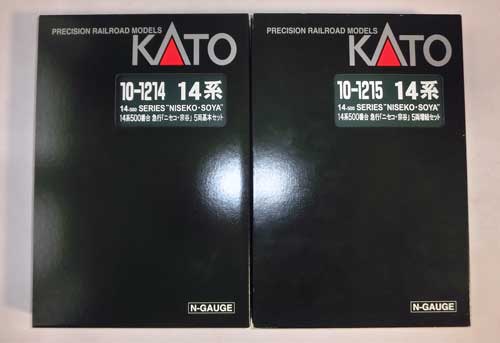 PRECISION RAILROAD MODELS
KATO
10-1214 14系
14-500 SERIES "NISEKO・SOYA"
14系500番台 急行「ニセコ・宗谷」5両基本セット
N-GAUGE
PRECISION RAILROAD MODELS
KATO
10-1215 14系
14-500 SERIES "NISEKO・SOYA"
14系500番台 急行「ニセコ・宗谷」5両増結セット
N-GAUGE